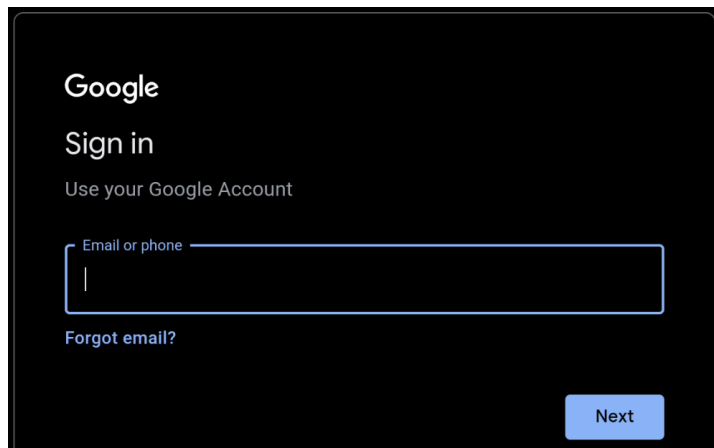 Google
Sign in
Use your Google Account
Email or phone
Forgot email?
Next